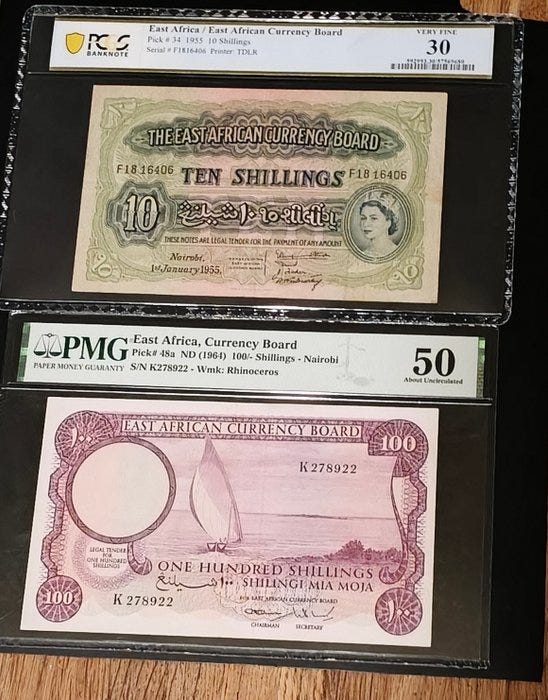 PCGS
BANKNOTE
East Africa / East African Currency Board
Pick # 34 1955 10 Shillings
Serial # F1816406 Printer: TDLR
VERY FINE
30
THE EAST AFRICAN CURRENCY BOARD
F18 16406 TEN SHILLINGS F18 16406
10
THESE NOTES ARE LEGAL TENDER FOR THE PAYMENT OF ANY AMOUNT
Nairobi,
1st January 1955,
PMG
PAPER MONEY GUARANTY
East Africa, Currency Board
Pick# 48a ND (1964) 100/- Shillings - Nairobi
S/N K278922 - Wmk: Rhinoceros
50
About Uncirculated
EAST AFRICAN CURRENCY BOARD
١٠٠
100
K 278922
LEGAL TENDER
FOR
ONE HUNDRED
SHILLINGS
ONE HUNDRED SHILLINGS
شيلينغ ١٠٠ SHILINGI MIA MOJA
100
K 278922
FOR EAST AFRICAN CURRENCY BOARD
CHAIRMAN SECRETARY
١٠٠